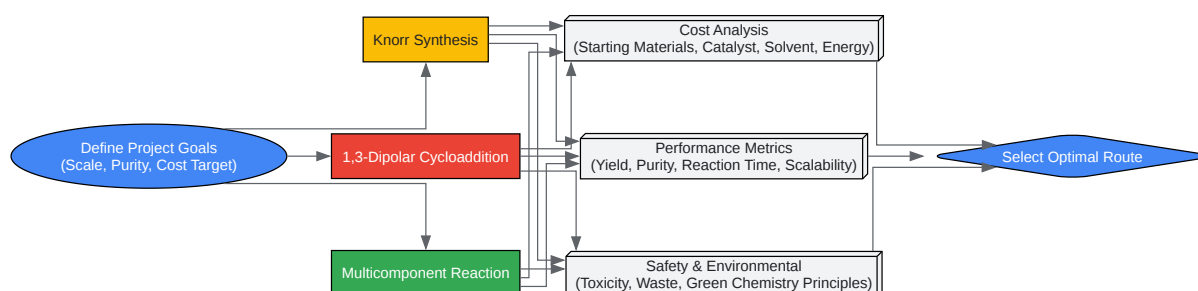 Define Project Goals
(Scale, Purity, Cost Target)
Knorr Synthesis
1,3-Dipolar Cycloaddition
Multicomponent Reaction
Cost Analysis
(Starting Materials, Catalyst, Solvent, Energy)
Performance Metrics
(Yield, Purity, Reaction Time, Scalability)
Safety & Environmental
(Toxicity, Waste, Green Chemistry Principles)
Select Optimal Route